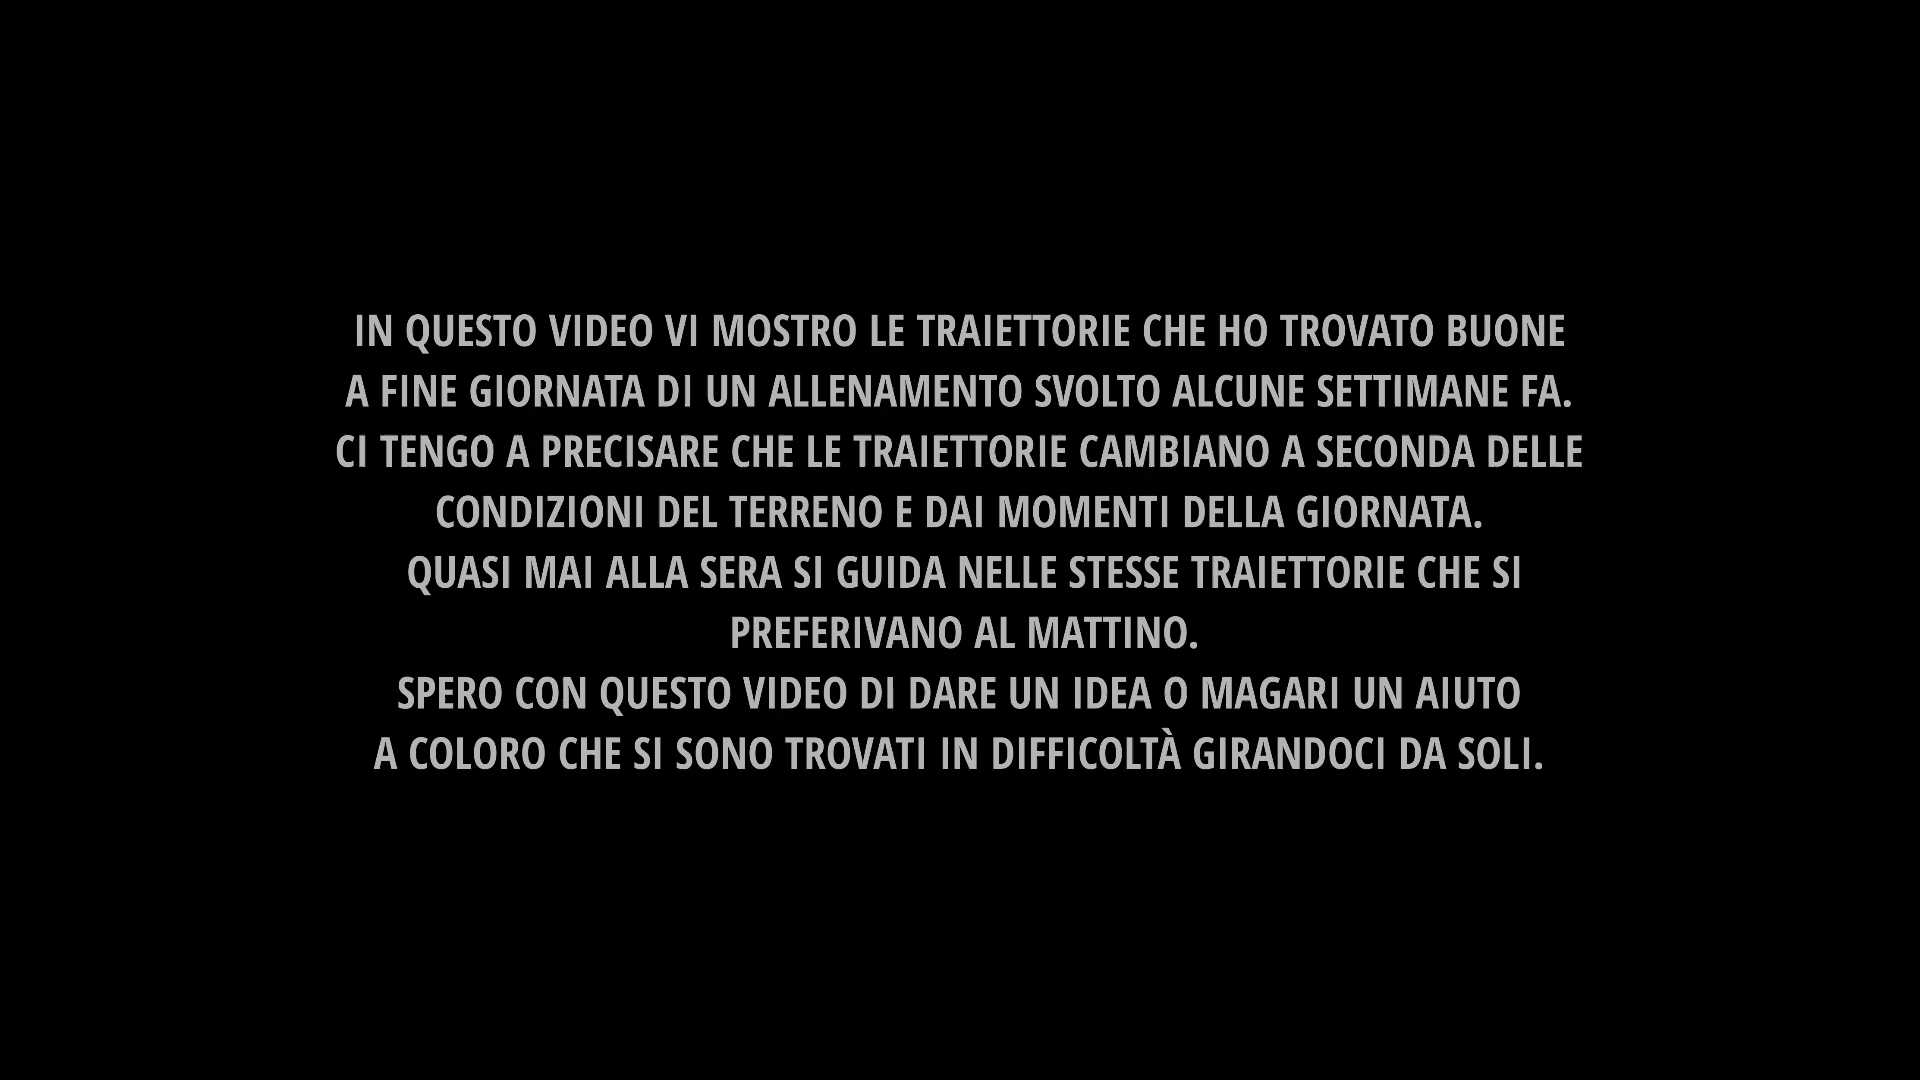 IN QUESTO VIDEO VI MOSTRO LE TRAIETTORIE CHE HO TROVATO BUONE
A FINE GIORNATA DI UN ALLENAMENTO SVOLTO ALCUNE SETTIMANE FA.
CI TENGO A PRECISARE CHE LE TRAIETTORIE CAMBIANO A SECONDA DELLE
CONDIZIONI DEL TERRENO E DAI MOMENTI DELLA GIORNATA.
QUASI MAI ALLA SERA SI GUIDA NELLE STESSE TRAIETTORIE CHE SI
PREFERIVANO AL MATTINO.
SPERO CON QUESTO VIDEO DI DARE UN IDEA O MAGARI UN AIUTO
A COLORO CHE SI SONO TROVATI IN DIFFICOLTÀ GIRANDOCI DA SOLI.